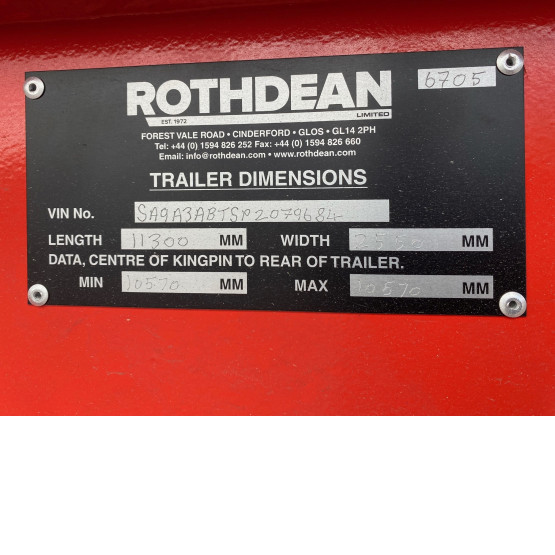 ROTHDEAN
EST. 1972 LIMITED
6705
FOREST VALE ROAD • CINDERFORD • GLOS • GL14 2PH
Tel: +44 (0) 1594 826 252 Fax: +44 (0) 1594 826 660
Email: info@rothdean.com • www.rothdean.com
TRAILER DIMENSIONS
VIN No. SA9A3ABTSP2079684
LENGTH 11300 MM WIDTH 2550 MM
DATA, CENTRE OF KINGPIN TO REAR OF TRAILER.
MIN 10570 MM MAX 10570 MM